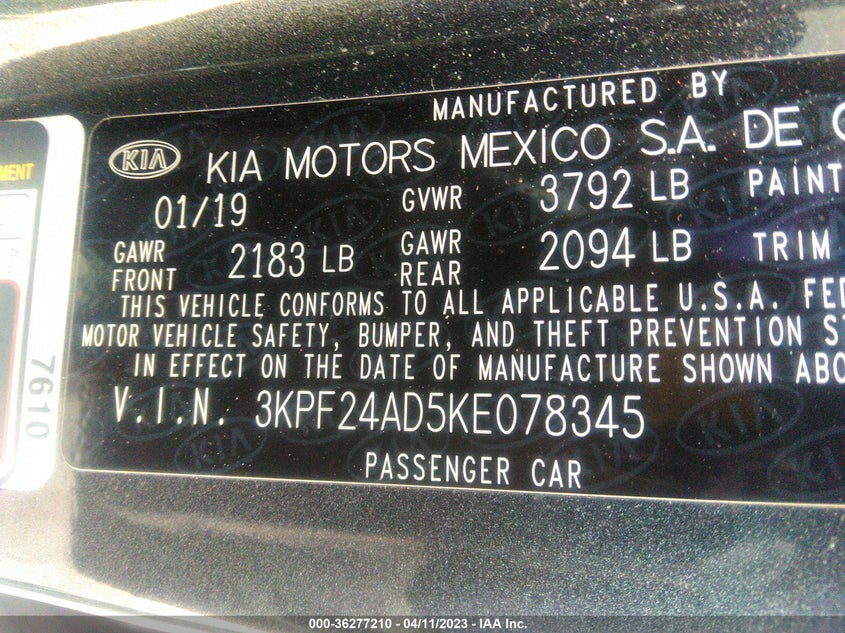 MANUFACTURED BY
KIA KIA MOTORS MEXICO S.A. DE
01/19 GVWR 3792 LB PAINT
GAWR FRONT 2183 LB GAWR REAR 2094 LB TRIM
THIS VEHICLE CONFORMS TO ALL APPLICABLE U.S.A.
MOTOR VEHICLE SAFETY, BUMPER, AND THEFT PREVENTION
IN EFFECT ON THE DATE OF MANUFACTURE SHOWN
V.I.N. 3KPF24AD5KE078345
PASSENGER CAR
7610
000-36277210 - 04/11/2023 - IAA Inc.